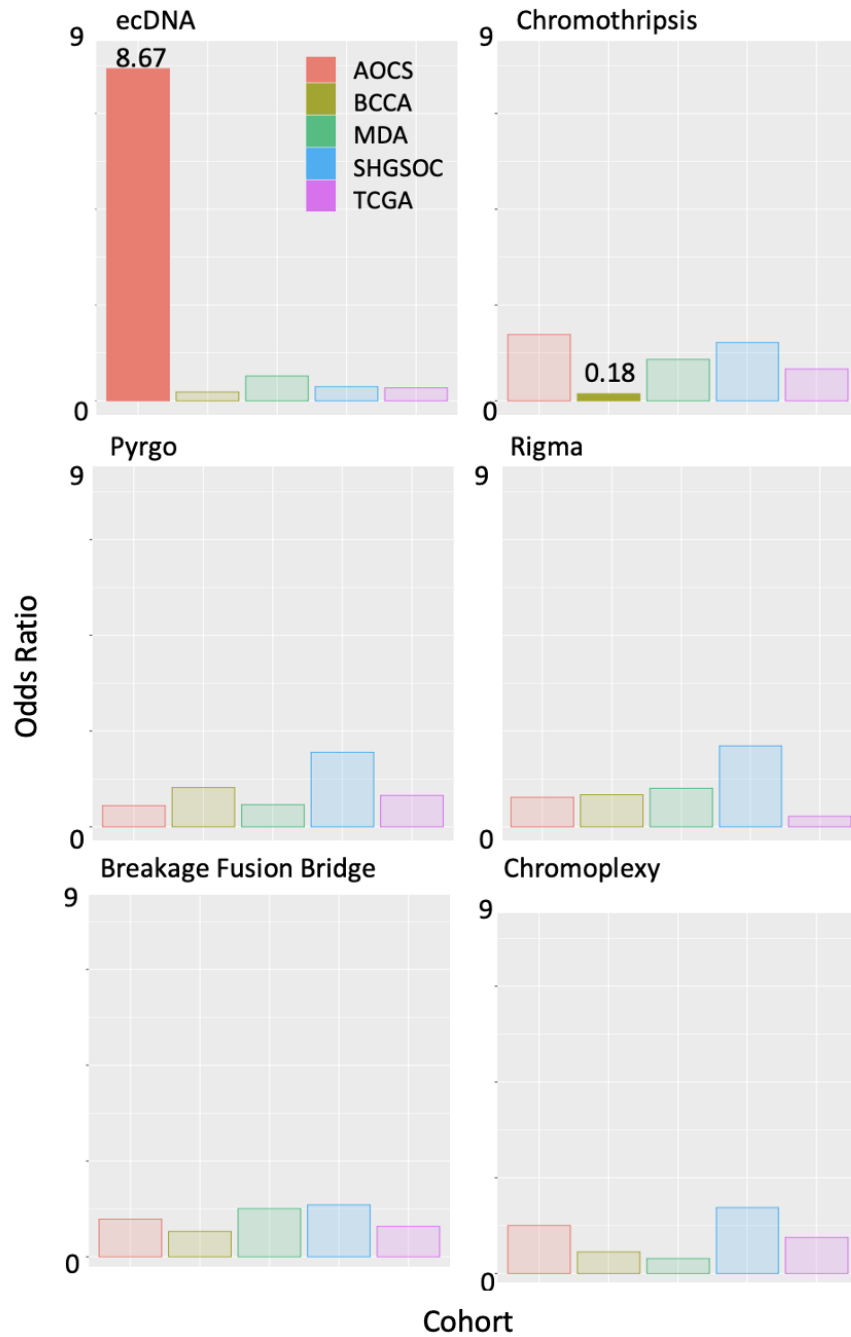 ecDNA
9
8.67
AOCS
BCCA
MDA
SHGSOC
TCGA
0
Chromothripsis
9
0.18
0
Pyrgo
9
0
Rigma
9
0
Odds Ratio
Breakage Fusion Bridge
9
0
Chromoplexy
9
0
Cohort